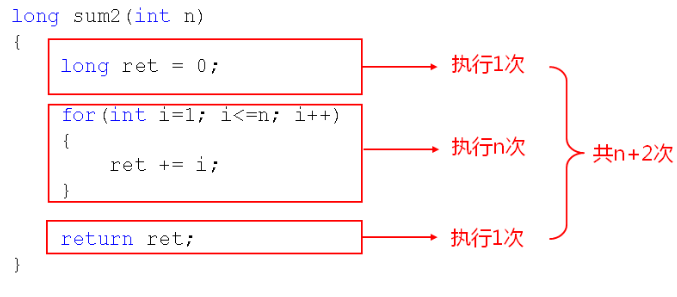 long sum2(int n)
{
long ret = 0;
执行1次
for(int i=1; i<=n; i++)
{
ret += i;
}
执行n次
共n+2次
return ret;
执行1次
}